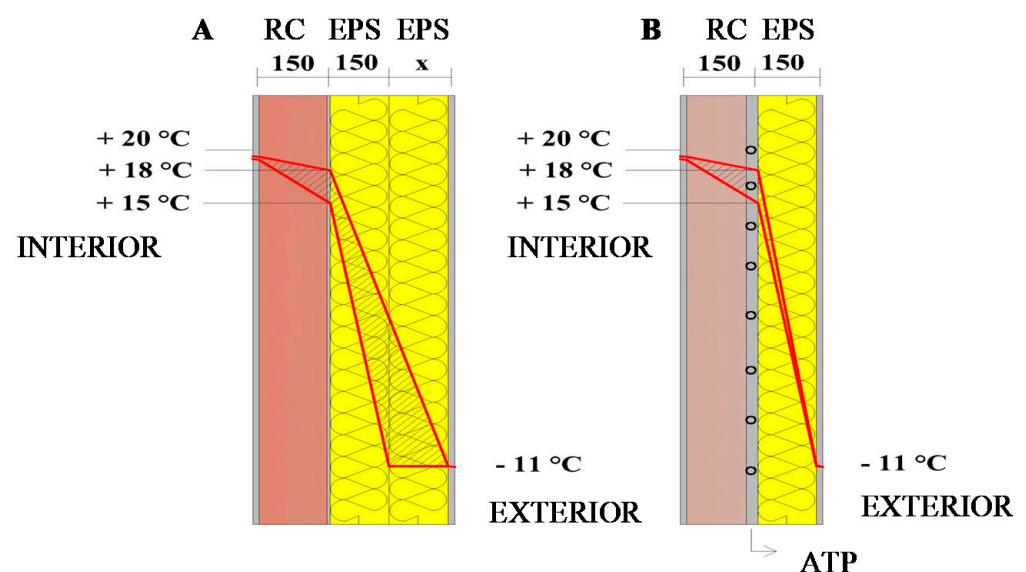 A RC EPS EPS
150 150 x
+ 20 °C
+ 18 °C
+ 15 °C
INTERIOR
- 11 °C
EXTERIOR
B RC EPS
150 150
+ 20 °C
+ 18 °C
+ 15 °C
INTERIOR
- 11 °C
EXTERIOR
ATP